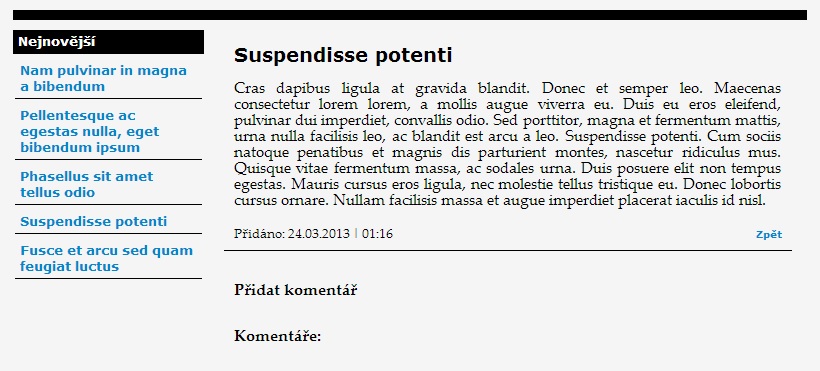 Nejnovější
Nam pulvinar in magna
a bibendum
Pellentesque ac
egestas nulla, eget
bibendum ipsum
Phasellus sit amet
tellus odio
Suspendisse potenti
Fusce et arcu sed quam
feugiat luctus
Suspendisse potenti
Cras dapibus ligula at gravida blandit. Donec et semper leo. Maecenas
consectetur lorem lorem, a mollis augue viverra eu. Duis eu eros eleifend,
pulvinar dui imperdiet, convallis odio. Sed porttitor, magna et fermentum mattis,
urna nulla facilisis leo, ac blandit est arcu a leo. Suspendisse potenti. Cum sociis
natoque penatibus et magnis dis parturient montes, nascetur ridiculus mus.
Quisque vitae fermentum massa, ac sodales urna. Duis posuere elit non tempus
egestas. Mauris cursus eros ligula, nec molestie tellus tristique eu. Donec lobortis
cursus ornare. Nullam facilisis massa et augue imperdiet placerat iaculis id nisl.
Přidáno: 24.03.2013 | 01:16 Zpět
Přidat komentář
Komentáře: